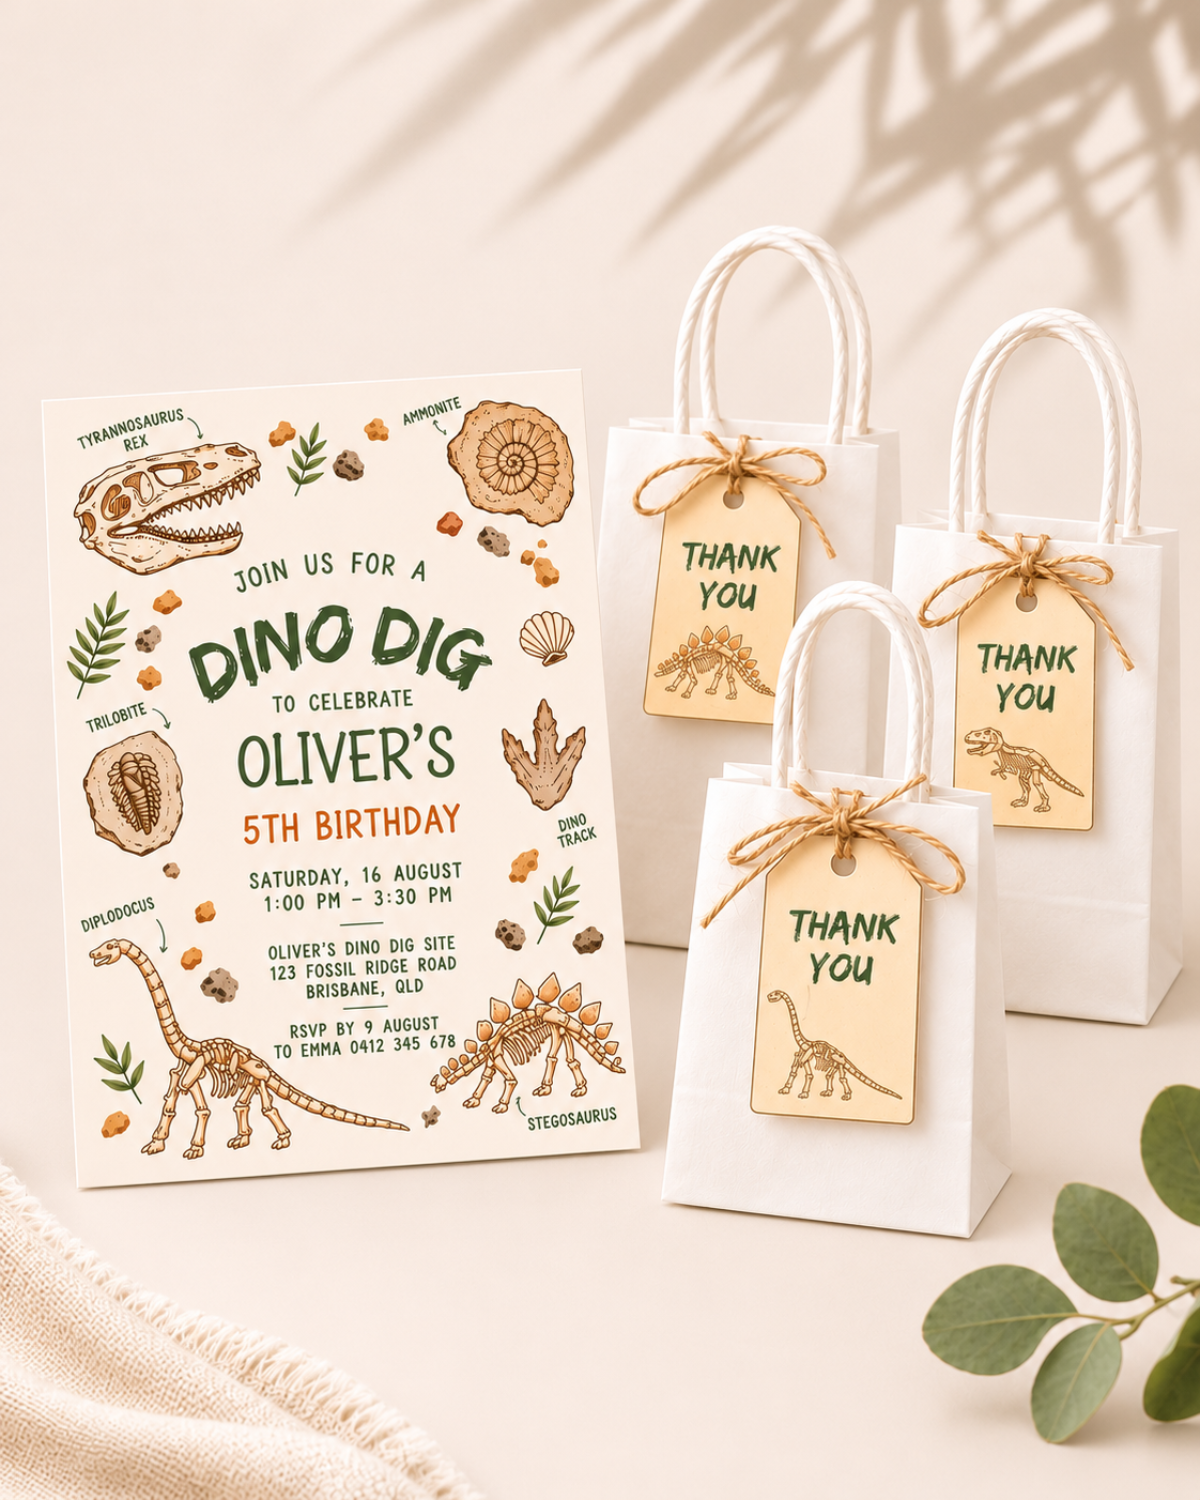 TYRANNOSAURUS
REX
AMMONITE
JOIN US FOR A
DINO DIG
TO CELEBRATE
OLIVER'S
5TH BIRTHDAY
TRILOBITE
DINO
TRACK
SATURDAY, 16 AUGUST
1:00 PM – 3:30 PM
DIPLODOCUS
OLIVER'S DINO DIG SITE
123 FOSSIL RIDGE ROAD
BRISBANE, QLD
RSVP BY 9 AUGUST
TO EMMA 0412 345 678
STEGOSAURUS
THANK
YOU
THANK
YOU
THANK
YOU